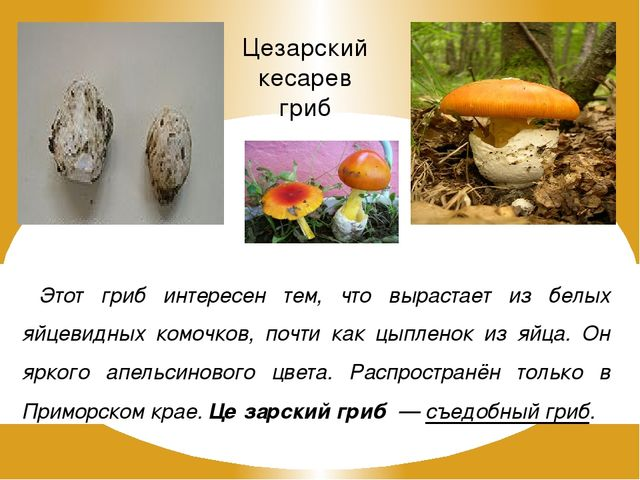 Цезарский
кесарев
гриб
Этот гриб интересен тем, что вырастает из белых
яйцевидных комочков, почти как цыпленок из яйца. Он
яркого апельсинового цвета. Распространён только в
Приморском крае. Це зарский гриб — съедобный гриб.